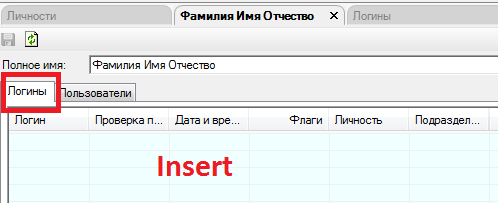 Личности Фамилия Имя Отчество Логины
Полное имя: Фамилия Имя Отчество
Логины Пользователи
Логин Проверка п... Дата и вре... Флаги Личность Подраздел...
Insert